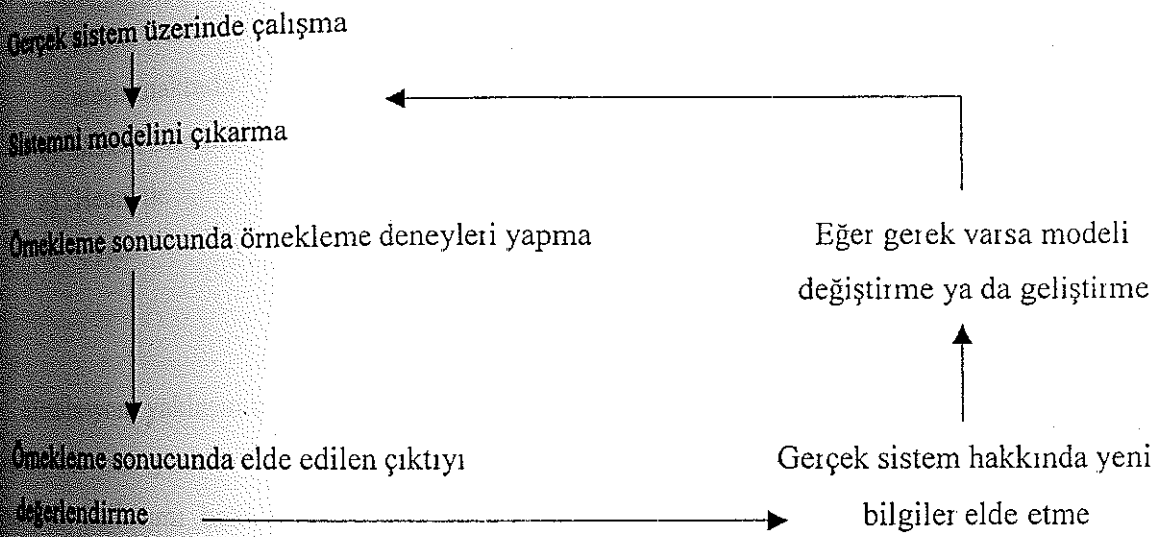 Gerçek sistem üzerinde çalışma
Sistemni modelini çıkarma
Örnekleme sonucunda örnekleme deneyleri yapma
Eğer gerek varsa modeli
değiştirme ya da geliştirme
Örnekleme sonucunda elde edilen çıktıyı
değerlendirme
Gerçek sistem hakkında yeni
bilgiler elde etme